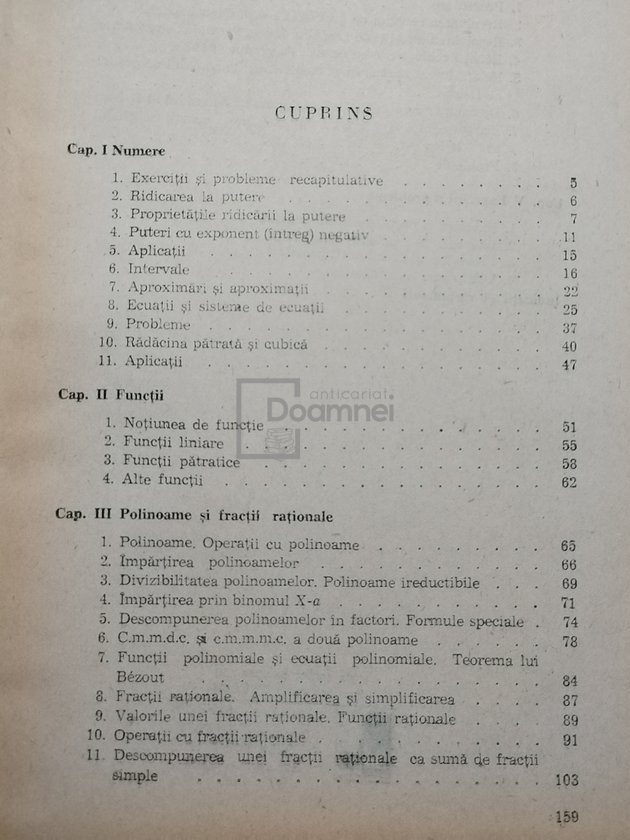 CUPRINS
Cap. I Numere
1. Exerciții și probleme recapitulative . . . . . . . . 5
2. Ridicarea la putere . . . . . . . . . . . . 6
3. Proprietățile ridicării la putere . . . . . . . . . 7
4. Puteri cu exponent (întreg) negativ . . . . . . . . 11
5. Aplicații . . . . . . . . . . . . . . 15
6. Intervale . . . . . . . . . . . . . . 16
7. Aproximări și aproximații . . . . . . . . . . 22
8. Ecuații și sisteme de ecuații . . . . . . . . . . 25
9. Probleme . . . . . . . . . . . . . . 37
10. Rădăcina pătrată și cubică . . . . . . . . . . 40
11. Aplicații . . . . . . . . . . . . . . 47
anticariat
Doamnei
Cap. II Funcții
1. Noțiunea de funcție . . . . . . . . . . . . 51
2. Funcții liniare . . . . . . . . . . . . . 55
3. Funcții pătratice . . . . . . . . . . . . 58
4. Alte funcții . . . . . . . . . . . . . . 62
Cap. III Polinoame și fracții raționale
1. Polinoame. Operații cu polinoame . . . . . . . . 65
2. Împărțirea polinoamelor . . . . . . . . . . 66
3. Divizibilitatea polinoamelor. Polinoame ireductibile . . . 69
4. Împărțirea prin binomul X-a . . . . . . . . . 71
5. Descompunerea polinoamelor în factori. Formule speciale . 74
6. C.m.m.d.c. și c.m.m.m.c. a două polinoame . . . . . . 78
7. Funcții polinomiale și ecuații polinomiale. Teorema lui
Bézout . . . . . . . . . . . . . . . 84
8. Fracții raționale. Amplificarea și simplificarea . . . . 87
9. Valorile unei fracții raționale. Funcții raționale . . . . 89
10. Operații cu fracții raționale . . . . . . . . . . 91
11. Descompunerea unei fracții raționale ca sumă de fracții
simple . . . . . . . . . . . . . . . 103
159